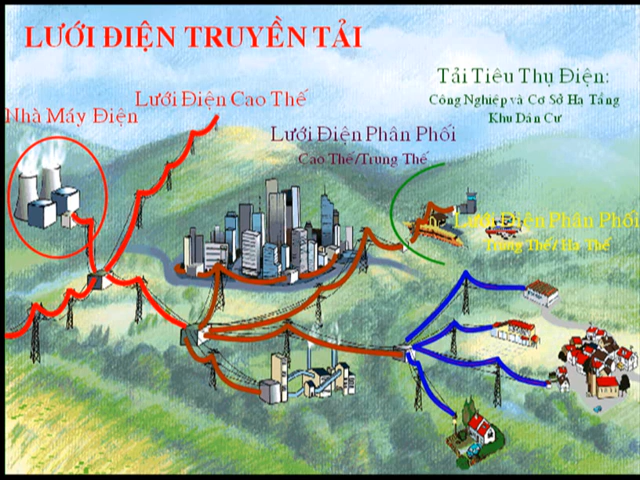 LƯỚI ĐIỆN TRUYỀN TẢI
Tải Tiêu Thụ Điện:
Công Nghiệp và Cơ Sở Hạ Tầng
Khu Dân Cư
Lưới Điện Cao Thế
Nhà Máy Điện
Lưới Điện Phân Phối
Cao Thế/Trung Thế
Lưới Điện Phân Phối
Trung Thế/ Hạ Thế